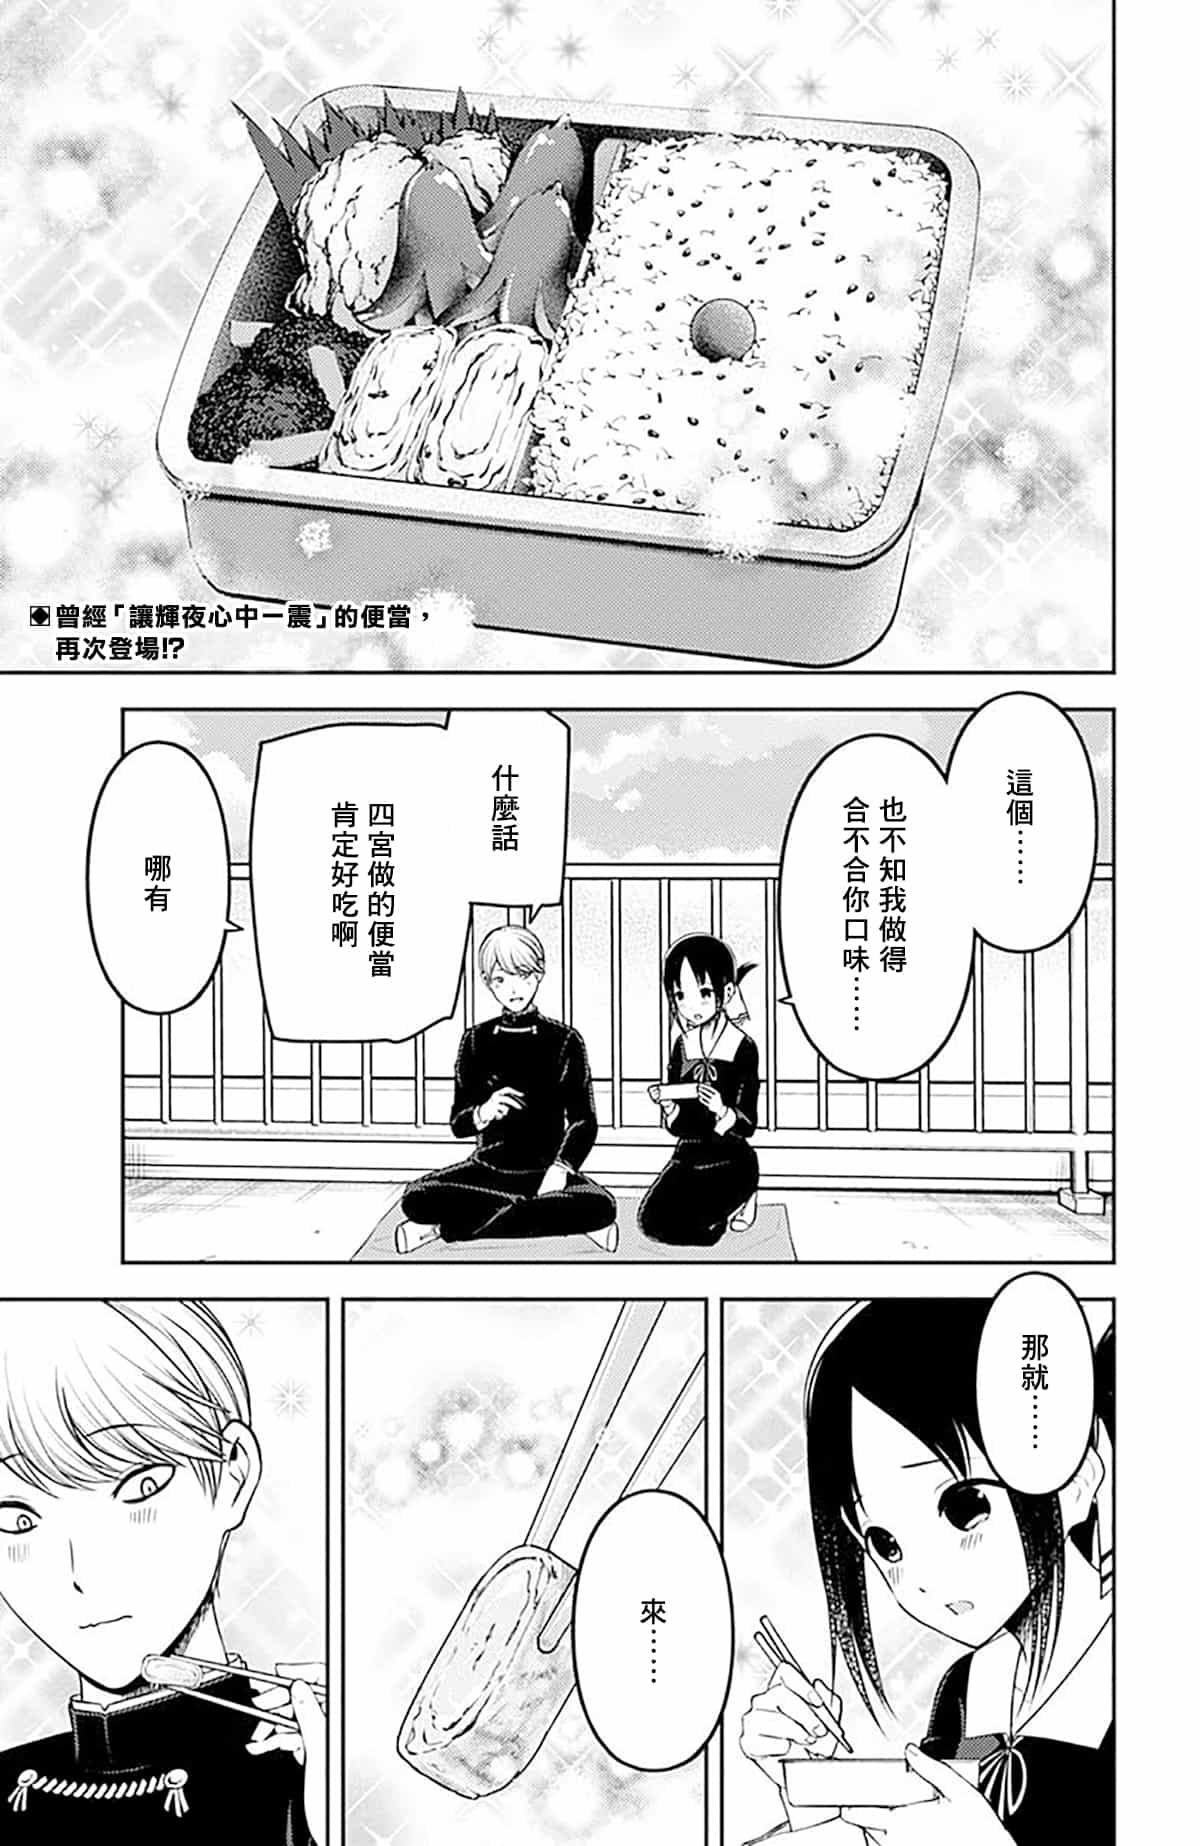 曾經「讓輝夜心中一震」的便當，
再次登場!?
這個……
也不知我做得
合不合你口味……
什麼話
四宮做的便當
肯定好吃啊
哪有
那就……
來……